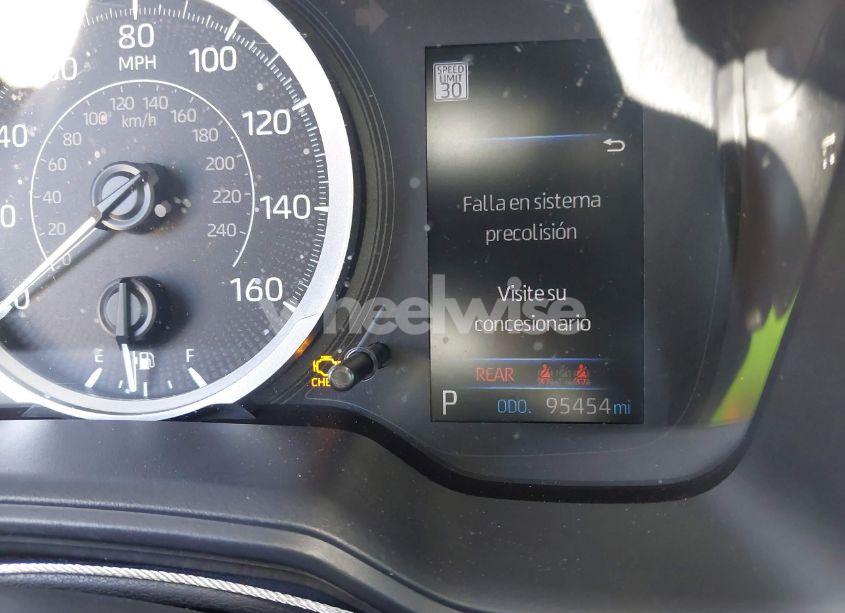 80
MPH
100
120
140
160
100 120 140 160
km/h
80
180
60
200
40
220
20
240
0
E
F
CHE
SPEED
LIMIT
30
Falla en sistema
precolisión
Visite su
concesionario
REAR
P
ODO. 95454 mi
wheelwise